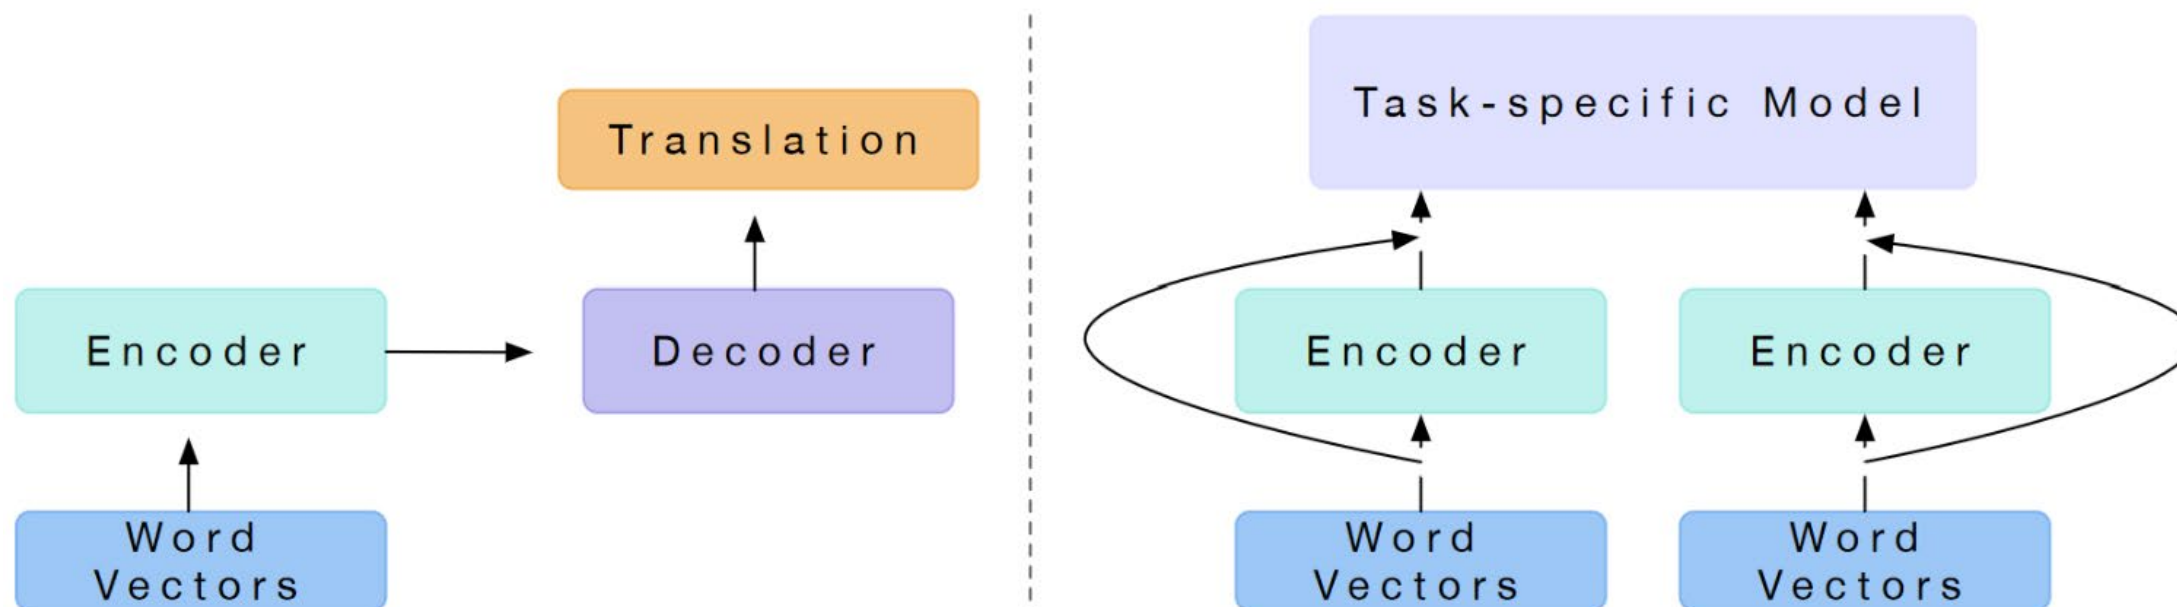 Translation
Encoder
Decoder
Word
Vectors
Task-specific Model
Encoder
Encoder
Word
Vectors
Word
Vectors